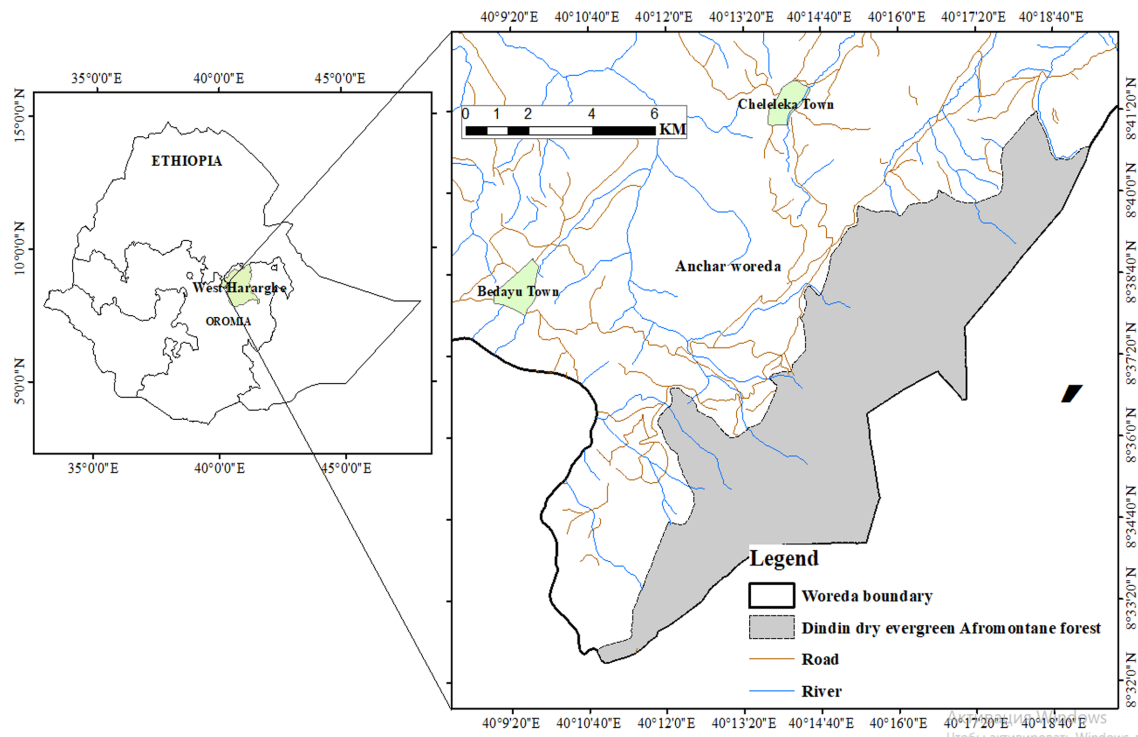 40°9'20"E 40°10'40"E 40°12'0"E 40°13'20"E 40°14'40"E 40°16'0"E 40°17'20"E 40°18'40"E
35°0'0"E 40°0'0"E 45°0'0"E
15°0'0"N
10°0'0"N
5°0'0"N
ETHIOPIA
West Hararghe
OROMIA
35°0'0"E 40°0'0"E 45°0'0"E
0 1 2 4 6
KM
Cheleleka Town
Anchar woreda
Bedayu Town
8°41'20"N
8°40'0"N
8°38'40"N
8°37'20"N
8°36'0"N
8°34'40"N
8°33'20"N
8°32'0"N
Legend
Woreda boundary
Dindin dry evergreen Afromontane forest
Road
River
Активация Windows
40°9'20"E 40°10'40"E 40°12'0"E 40°13'20"E 40°14'40"E 40°16'0"E 40°17'20"E 40°18'40"E